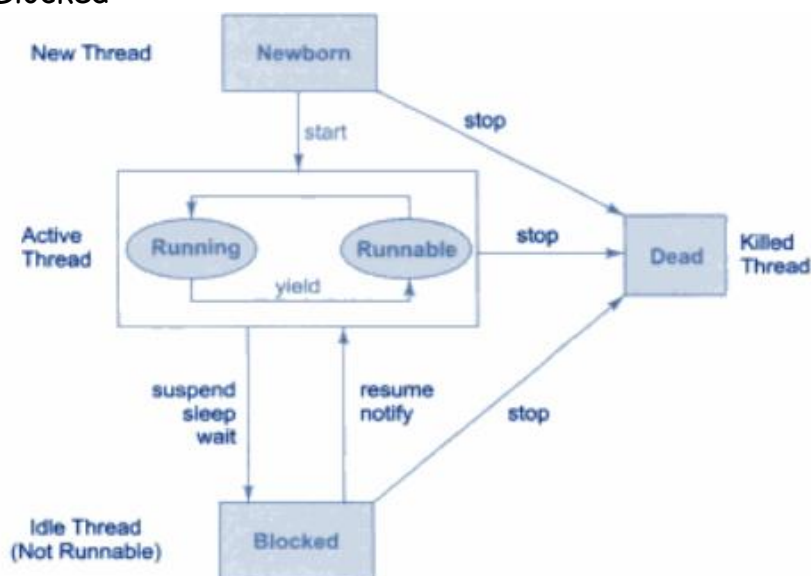 Blocked
New Thread
Newborn
start
stop
Active
Thread
Running
Runnable
yield
stop
Dead
Killed
Thread
suspend
sleep
wait
resume
notify
stop
Idle Thread
(Not Runnable)
Blocked